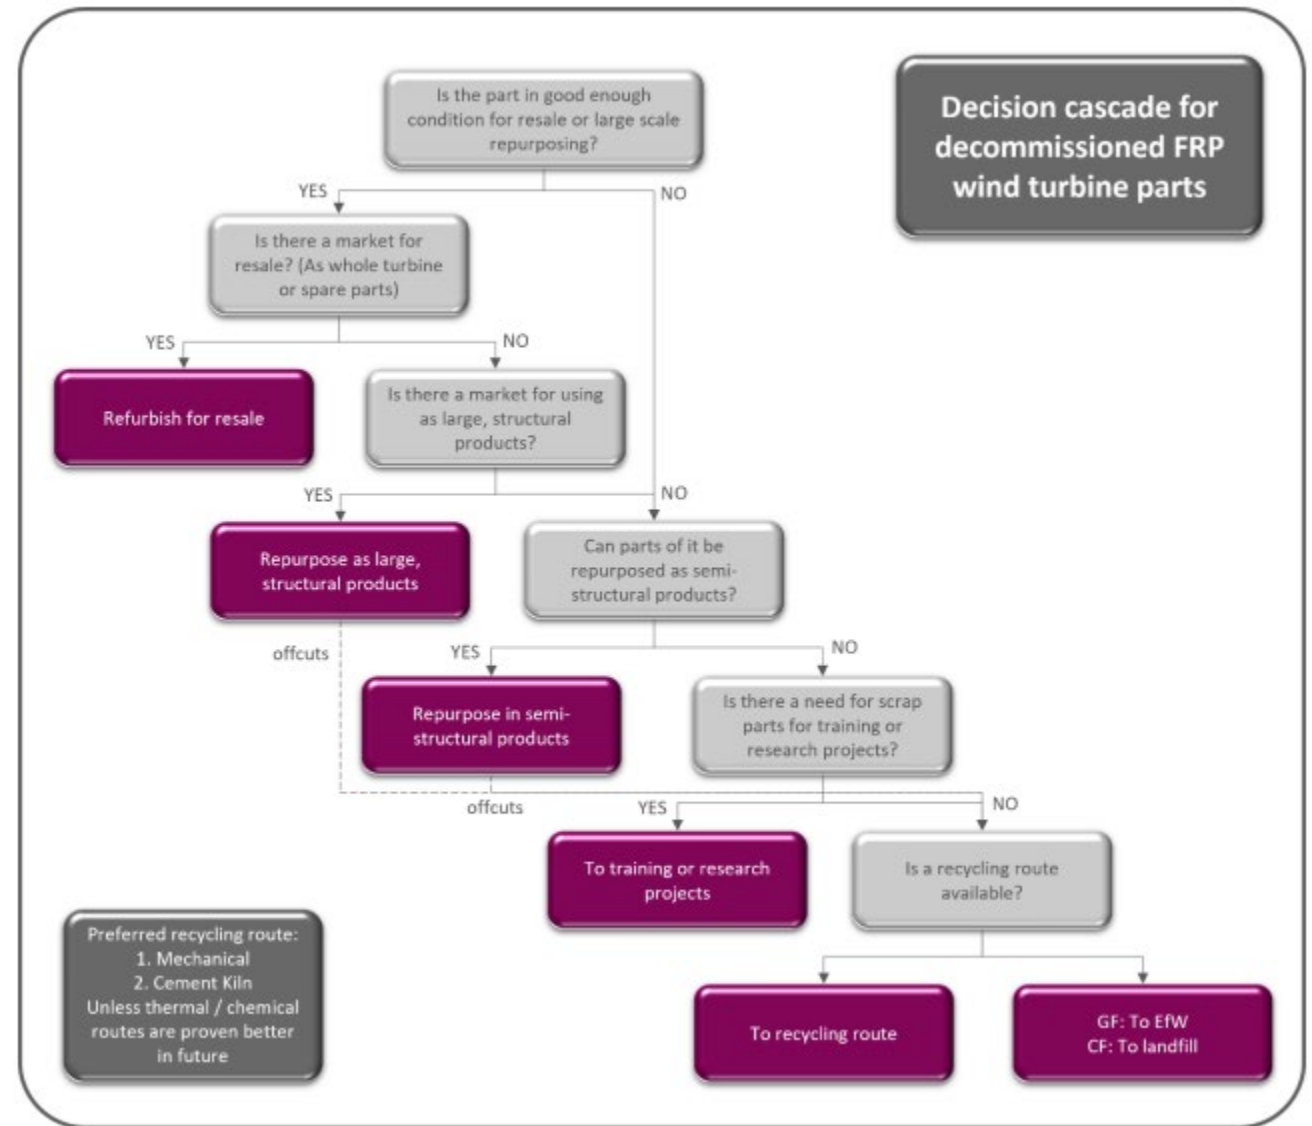 Decision cascade for
decommissioned FRP
wind turbine parts
Is the part in good enough
condition for resale or large scale
repurposing?
YES
NO
Is there a market for
resale? (As whole turbine
or spare parts)
YES
NO
Refurbish for resale
Is there a market for using
as large, structural
products?
YES
NO
Repurpose as large,
structural products
Can parts of it be
repurposed as semi-
structural products?
offcuts
YES
NO
Repurpose in semi-
structural products
Is there a need for scrap
parts for training or
research projects?
offcuts
YES
NO
To training or research
projects
Is a recycling route
available?
Preferred recycling route:
1. Mechanical
2. Cement Kiln
Unless thermal / chemical
routes are proven better
in future
To recycling route
GF: To EfW
CF: To landfill